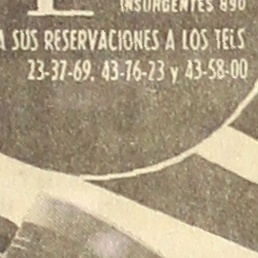 INSURGENTES 890
A SUS RESERVACIONES A LOS TELS
23-37-69, 43-76-23 y 43-58-00